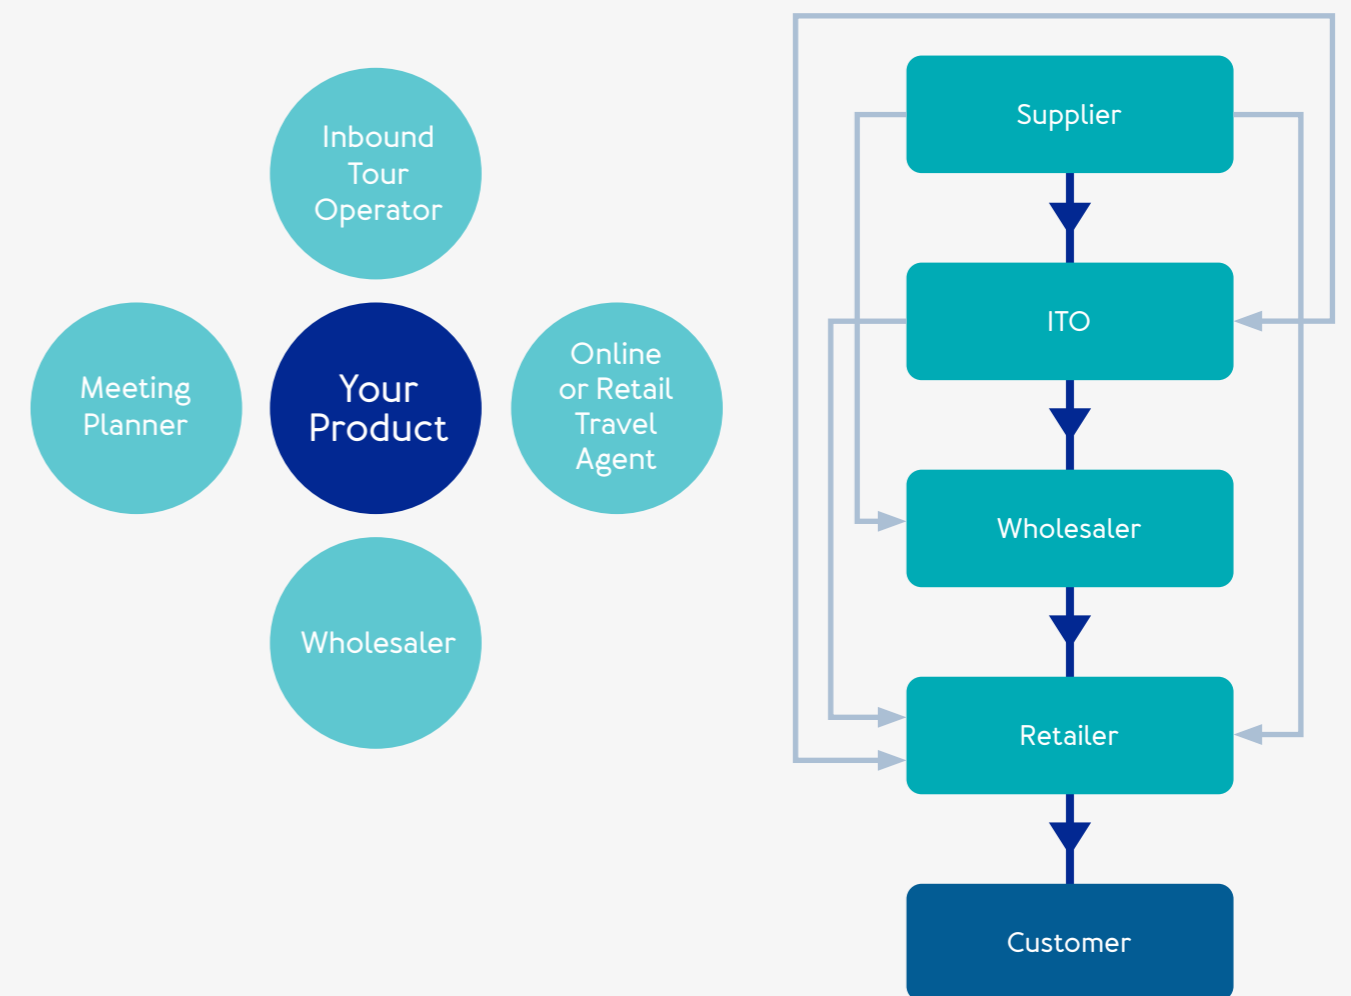 Inbound
Tour
Operator
Meeting
Planner
Your
Product
Online
or Retail
Travel
Agent
Wholesaler
Supplier
ITO
Wholesaler
Retailer
Customer